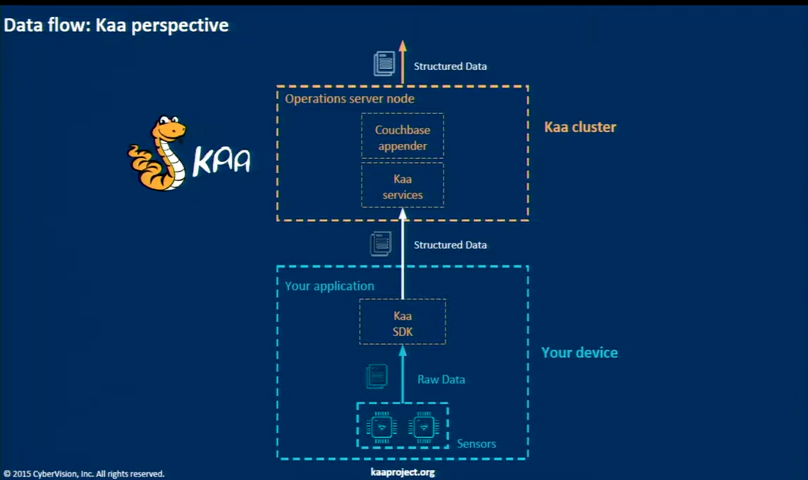 Data flow: Kaa perspective
Structured Data
Operations server node
Couchbase
appender
Kaa cluster
KAA
Kaa
services
Structured Data
Your application
Kaa
SDK
Your device
Raw Data
Sensors
© 2015 CyberVision, Inc. All rights reserved.
kaaproject.org